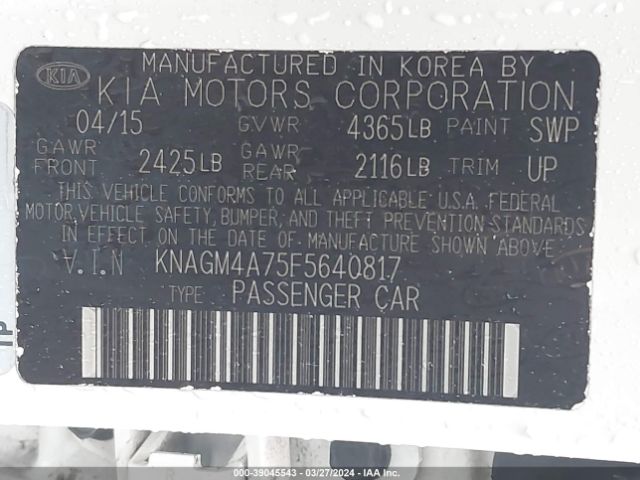 KIA
MANUFACTURED IN KOREA BY
KIA MOTORS CORPORATION
04/15 GVWR 4365LB PAINT SWP
GAWR FRONT 2425LB GAWR REAR 2116LB TRIM UP
THIS VEHICLE CONFORMS TO ALL APPLICABLE U.S.A. FEDERAL
MOTOR VEHICLE SAFETY, BUMPER, AND THEFT PREVENTION STANDARDS
IN EFFECT ON THE DATE OF MANUFACTURE SHOWN ABOVE.
V.I.N KNAGM4A75F5640817
TYPE PASSENGER CAR
TP
000-39045543 | 03/27/2024 | IAA Inc.